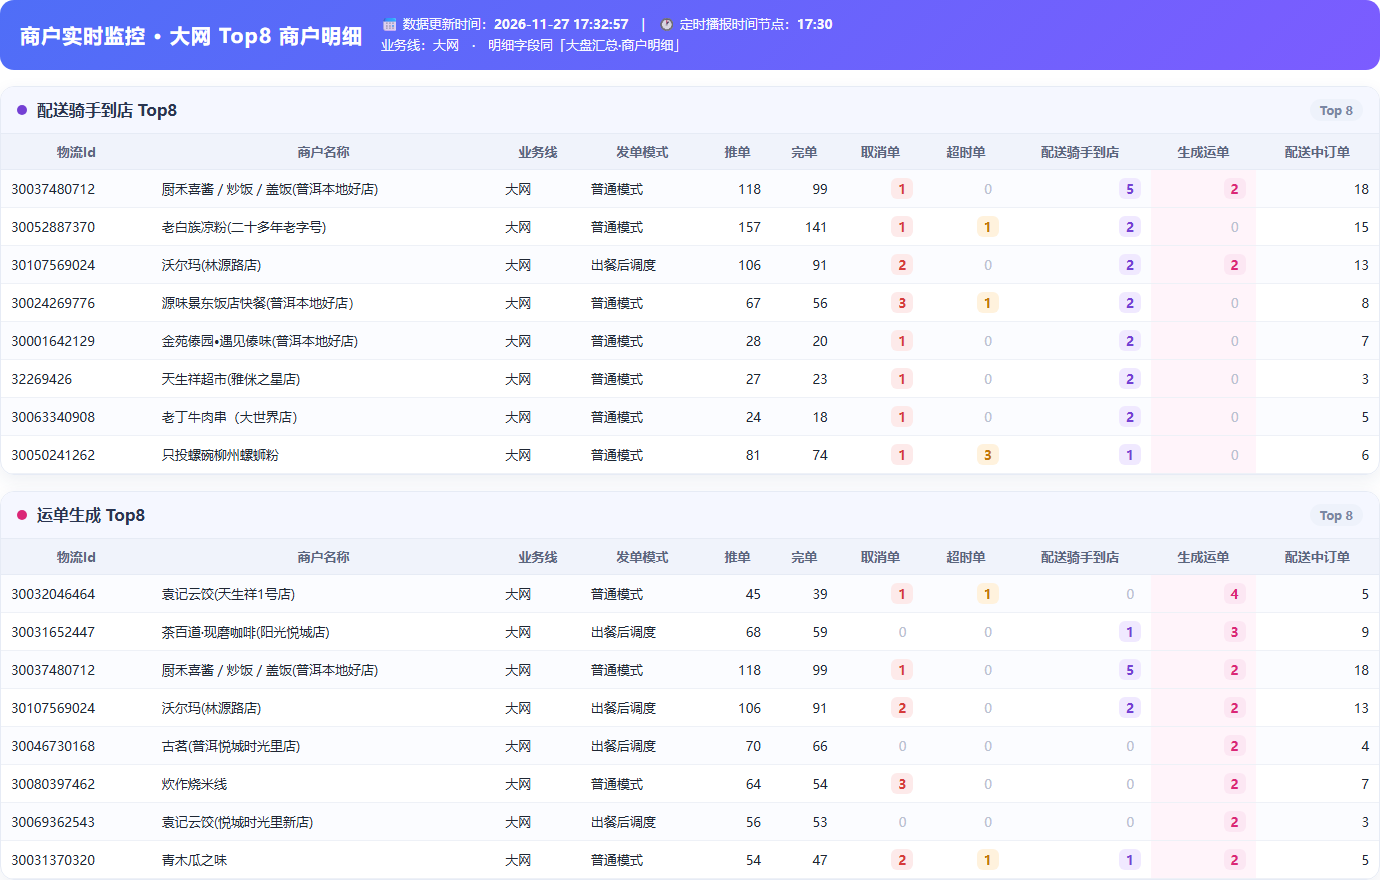 商户实时监控 • 大网 Top8 商户明细
数据更新时间：2026-11-27 17:32:57 | 定时播报时间节点：17:30
业务线：大网 · 明细字段同「大盘汇总·商户明细」
配送骑手到店 Top8 Top 8
物流Id 商户名称 业务线 发单模式 推单 完单 取消单 超时单 配送骑手到店 生成运单 配送中订单
30037480712 厨禾喜酱 / 炒饭 / 盖饭(普洱本地好店) 大网 普通模式 118 99 1 0 5 2 18
30052887370 老白族凉粉(二十多年老字号) 大网 普通模式 157 141 1 1 2 0 15
30107569024 沃尔玛(林源路店) 大网 出餐后调度 106 91 2 0 2 2 13
30024269776 源味景东饭店快餐(普洱本地好店） 大网 普通模式 67 56 3 1 2 0 8
30001642129 金苑傣园•遇见傣味(普洱本地好店) 大网 普通模式 28 20 1 0 2 0 7
32269426 天生祥超市(雅侎之星店) 大网 普通模式 27 23 1 0 2 0 3
30063340908 老丁牛肉串（大世界店） 大网 普通模式 24 18 1 0 2 0 5
30050241262 只投螺碗柳州螺蛳粉 大网 普通模式 81 74 1 3 1 0 6
运单生成 Top8 Top 8
物流Id 商户名称 业务线 发单模式 推单 完单 取消单 超时单 配送骑手到店 生成运单 配送中订单
30032046464 袁记云饺(天生祥1号店) 大网 普通模式 45 39 1 1 0 4 5
30031652447 茶百道·现磨咖啡(阳光悦城店) 大网 出餐后调度 68 59 0 0 1 3 9
30037480712 厨禾喜酱 / 炒饭 / 盖饭(普洱本地好店) 大网 普通模式 118 99 1 0 5 2 18
30107569024 沃尔玛(林源路店) 大网 出餐后调度 106 91 2 0 2 2 13
30046730168 古茗(普洱悦城时光里店) 大网 出餐后调度 70 66 0 0 0 2 4
30080397462 炊作烧米线 大网 普通模式 64 54 3 0 0 2 7
30069362543 袁记云饺(悦城时光里新店) 大网 出餐后调度 56 53 0 0 0 2 3
30031370320 青木瓜之味 大网 普通模式 54 47 2 1 1 2 5